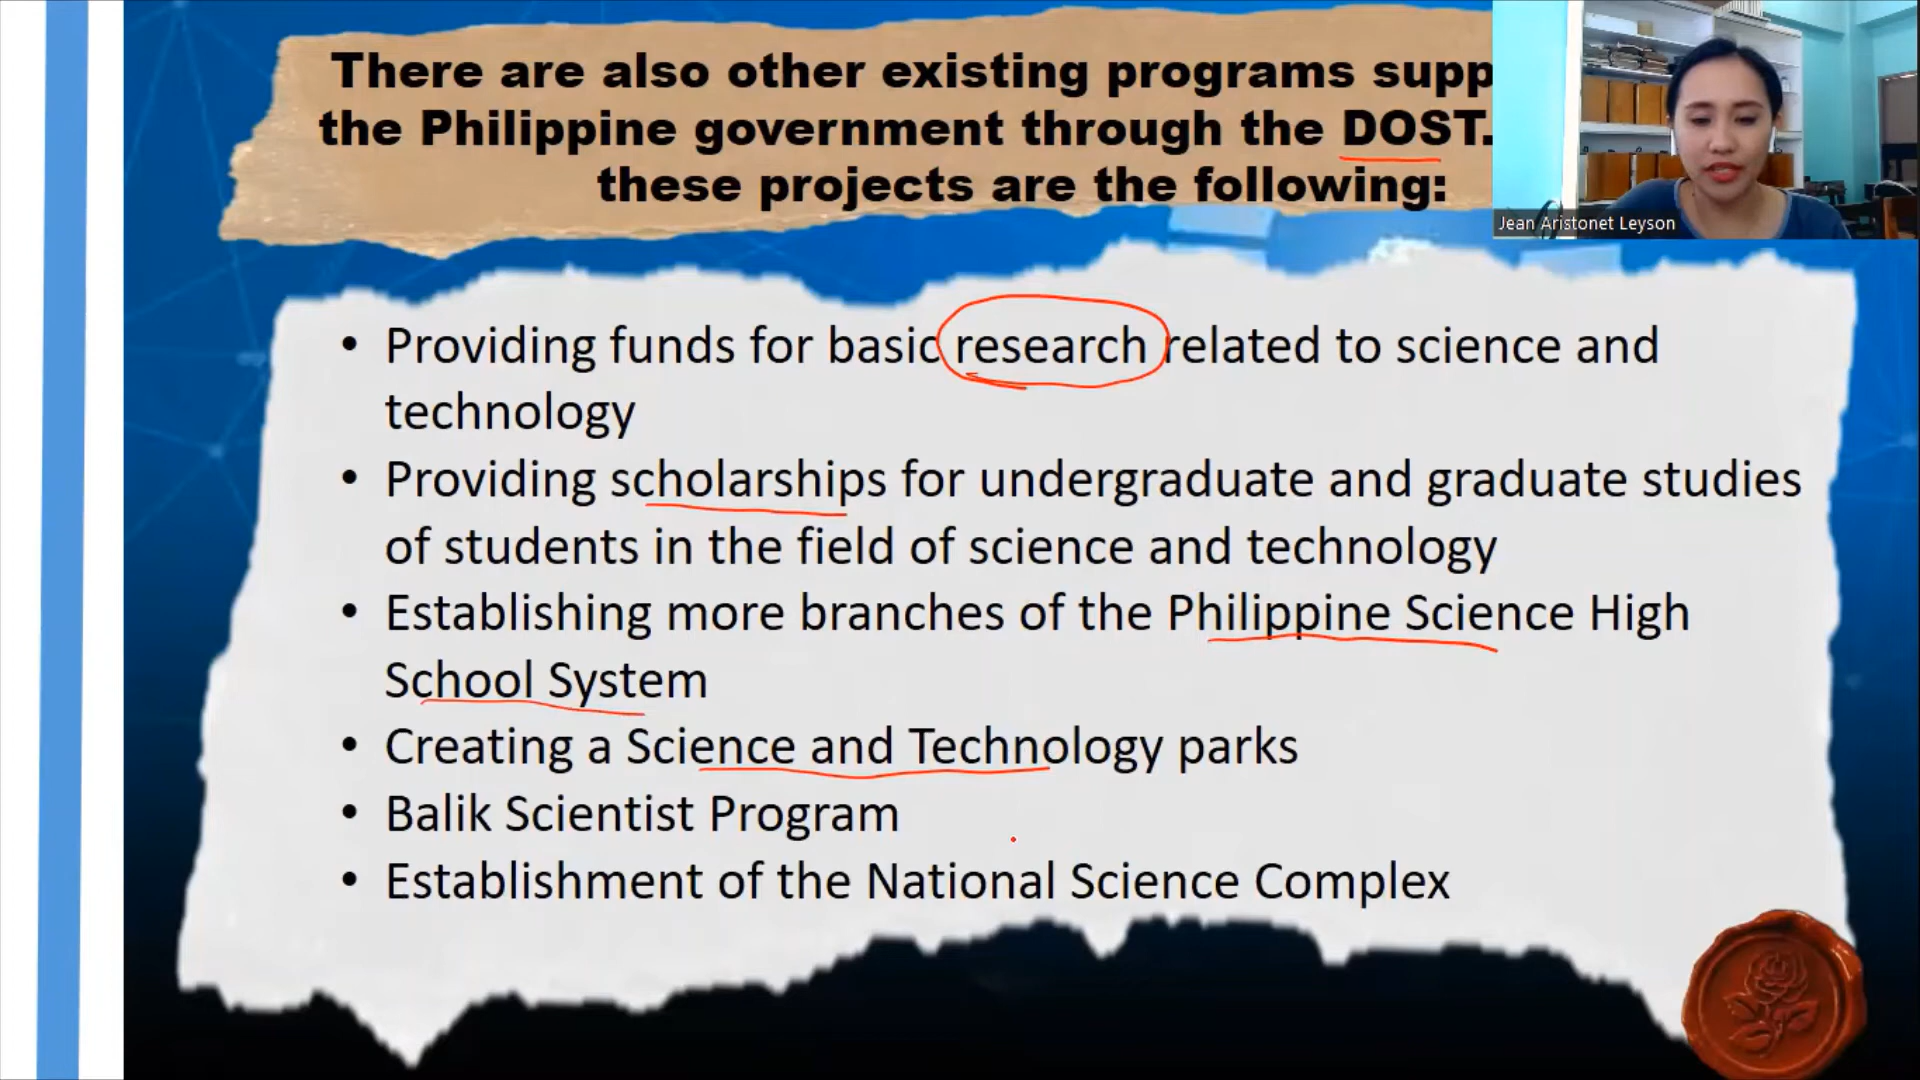 There are also other existing programs supp
the Philippine government through the DOST.
these projects are the following:
Jean Aristonet Leyson
• Providing funds for basic research related to science and
technology
• Providing scholarships for undergraduate and graduate studies
of students in the field of science and technology
• Establishing more branches of the Philippine Science High
School System
• Creating a Science and Technology parks
• Balik Scientist Program
• Establishment of the National Science Complex